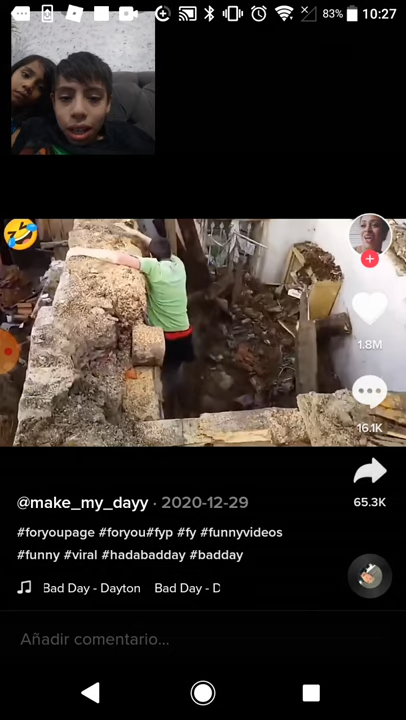 83% 10:27
1.8M
16.1K
65.3K
@make_my_dayy · 2020-12-29
#foryoupage #foryou#fyp #fy #funnyvideos
#funny #viral #hadabadday #badday
Bad Day - Dayton Bad Day - D
Añadir comentario...